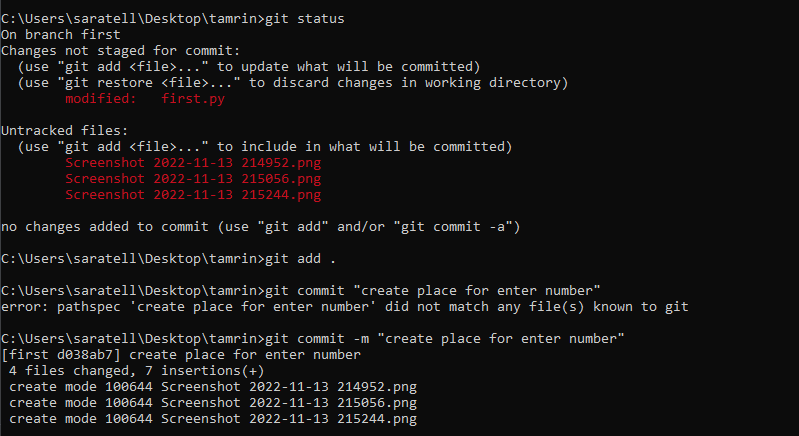 C:\Users\saratell\Desktop\tamrin>git status
On branch first
Changes not staged for commit:
  (use "git add <file>..." to update what will be committed)
  (use "git restore <file>..." to discard changes in working directory)
        modified:   first.py

Untracked files:
  (use "git add <file>..." to include in what will be committed)
        Screenshot 2022-11-13 214952.png
        Screenshot 2022-11-13 215056.png
        Screenshot 2022-11-13 215244.png

no changes added to commit (use "git add" and/or "git commit -a")

C:\Users\saratell\Desktop\tamrin>git add .

C:\Users\saratell\Desktop\tamrin>git commit "create place for enter number"
error: pathspec 'create place for enter number' did not match any file(s) known to git

C:\Users\saratell\Desktop\tamrin>git commit -m "create place for enter number"
[first d038ab7] create place for enter number
 4 files changed, 7 insertions(+)
 create mode 100644 Screenshot 2022-11-13 214952.png
 create mode 100644 Screenshot 2022-11-13 215056.png
 create mode 100644 Screenshot 2022-11-13 215244.png